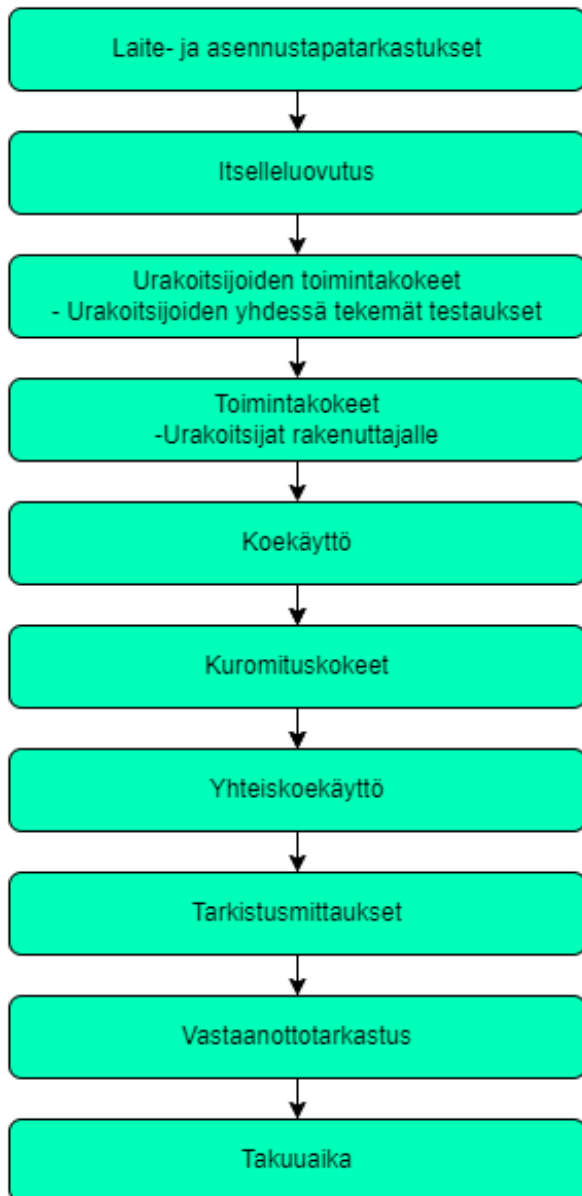 Laite- ja asennustapatarkastukset
Itselleluovutus
Urakoitsijoiden toimintakokeet
- Urakoitsijoiden yhdessä tekemät testaukset
Toimintakokeet
-Urakoitsijat rakenuttajalle
Koekäyttö
Kuromituskokeet
Yhteiskoekäyttö
Tarkistusmittaukset
Vastaanottotarkastus
Takuuaika